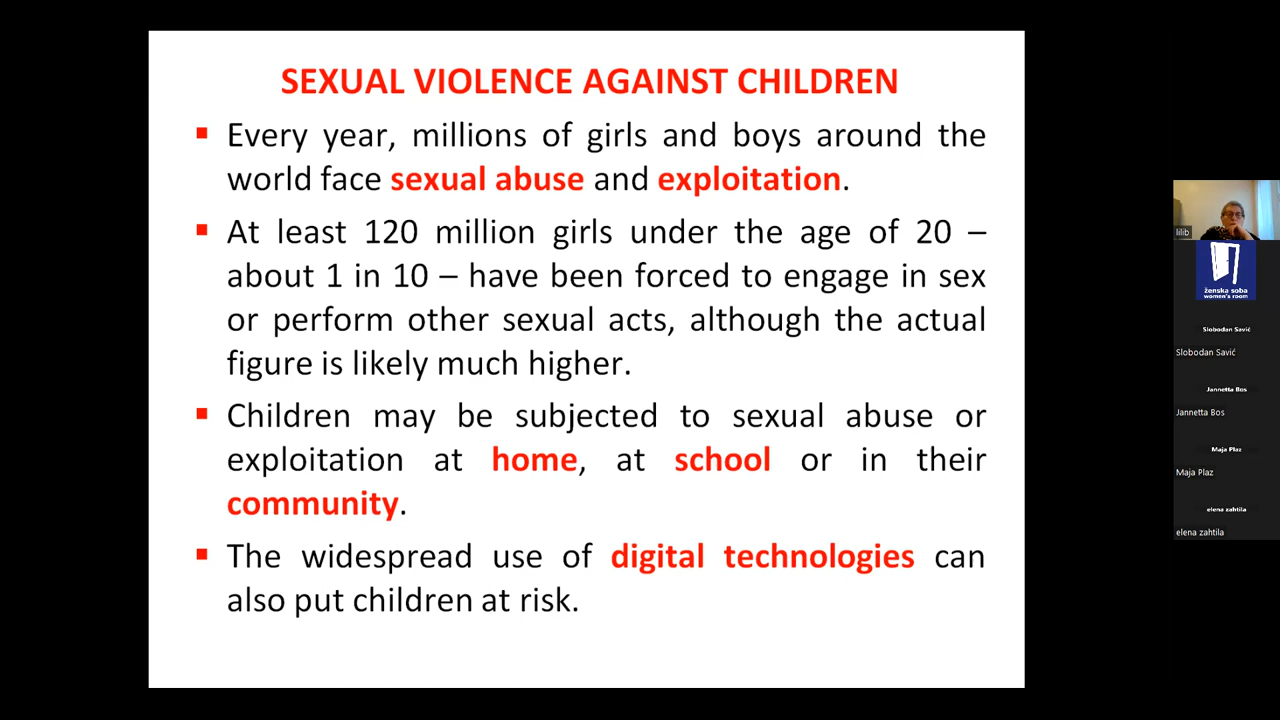 SEXUAL VIOLENCE AGAINST CHILDREN
Every year, millions of girls and boys around the
world face sexual abuse and exploitation.
At least 120 million girls under the age of 20 –
about 1 in 10 – have been forced to engage in sex
or perform other sexual acts, although the actual
figure is likely much higher.
Children may be subjected to sexual abuse or
exploitation at home, at school or in their
community.
The widespread use of digital technologies can
also put children at risk.
lilib
ženska soba
women's room
Slobodan Savić
Slobodan Savić
Jannetta Bos
Jannetta Bos
Maja Plaz
Maja Plaz
elena zahtila
elena zahtila